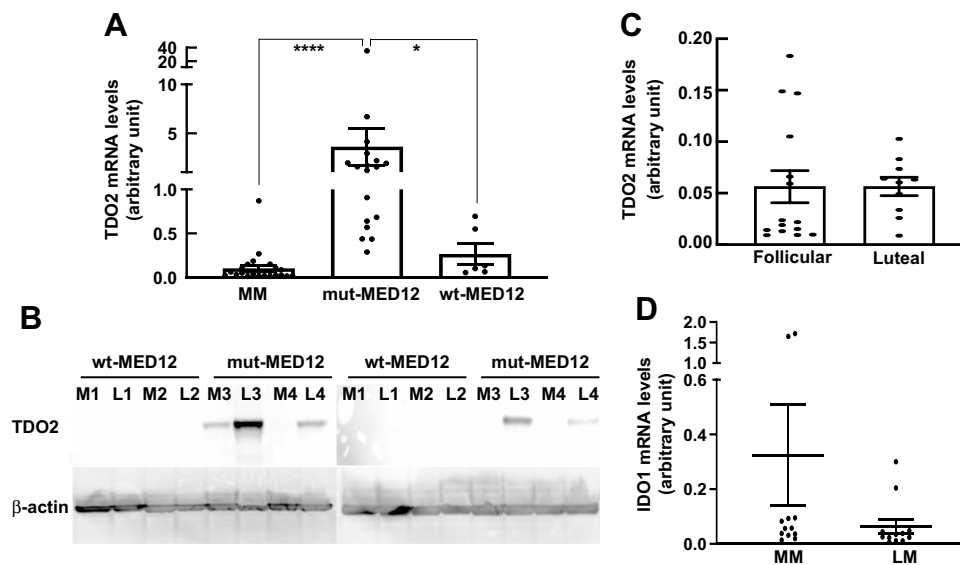 A
TDO2 mRNA levels
(arbitrary unit)
40
20
10
5
1.0
0.5
0.0
**** *
MM mut-MED12 wt-MED12
B
wt-MED12 mut-MED12 wt-MED12 mut-MED12
M1 L1 M2 L2 M3 L3 M4 L4 M1 L1 M2 L2 M3 L3 M4 L4
TDO2
β-actin
C
TDO2 mRNA levels
(arbitrary unit)
0.20
0.15
0.10
0.05
0.00
Follicular Luteal
D
IDO1 mRNA levels
(arbitrary unit)
2.0
1.5
1.0
0.6
0.4
0.2
0.0
MM LM